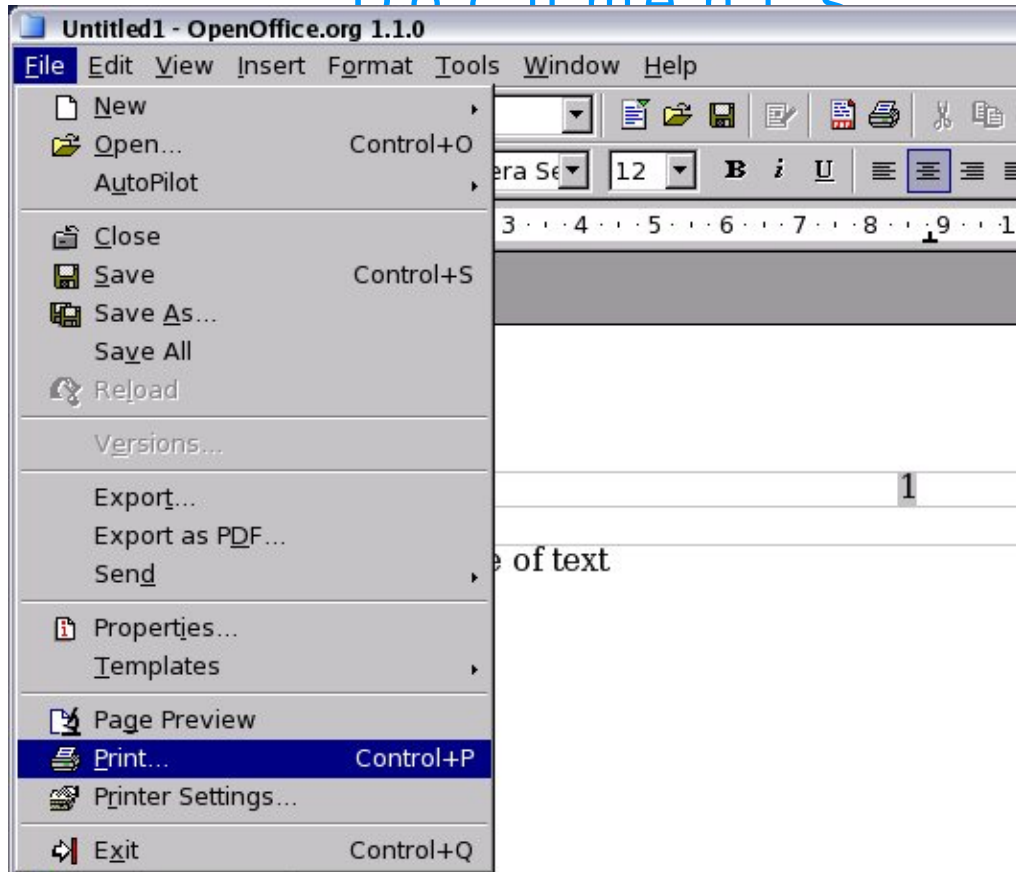 Untitled1 - OpenOffice.org 1.1.0
File Edit View Insert Format Tools Window Help
New
Open... Control+O
AutoPilot
12 B i U
3 4 5 6 7 8 9
Close
Save Control+S
Save As...
Save All
Reload
Versions...
1
Export...
Export as PDF...
of text
Send
Properties...
Templates
Page Preview
Print... Control+P
Printer Settings...
Exit Control+Q